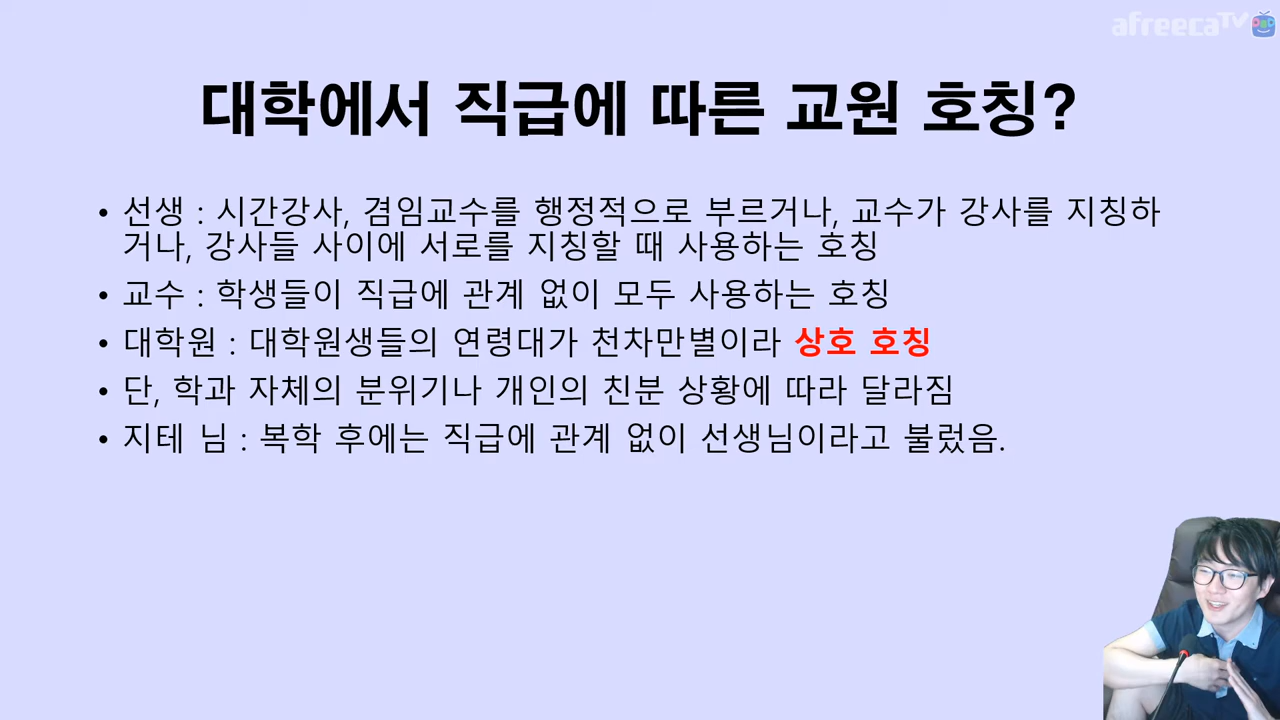 afreecaTV
대학에서 직급에 따른 교원 호칭?
• 선생 : 시간강사, 겸임교수를 행정적으로 부르거나, 교수가 강사를 지칭하
거나, 강사들 사이에 서로를 지칭할 때 사용하는 호칭
• 교수 : 학생들이 직급에 관계 없이 모두 사용하는 호칭
• 대학원 : 대학원생들의 연령대가 천차만별이라 상호 호칭
• 단, 학과 자체의 분위기나 개인의 친분 상황에 따라 달라짐
• 지테 님 : 복학 후에는 직급에 관계 없이 선생님이라고 불렀음.